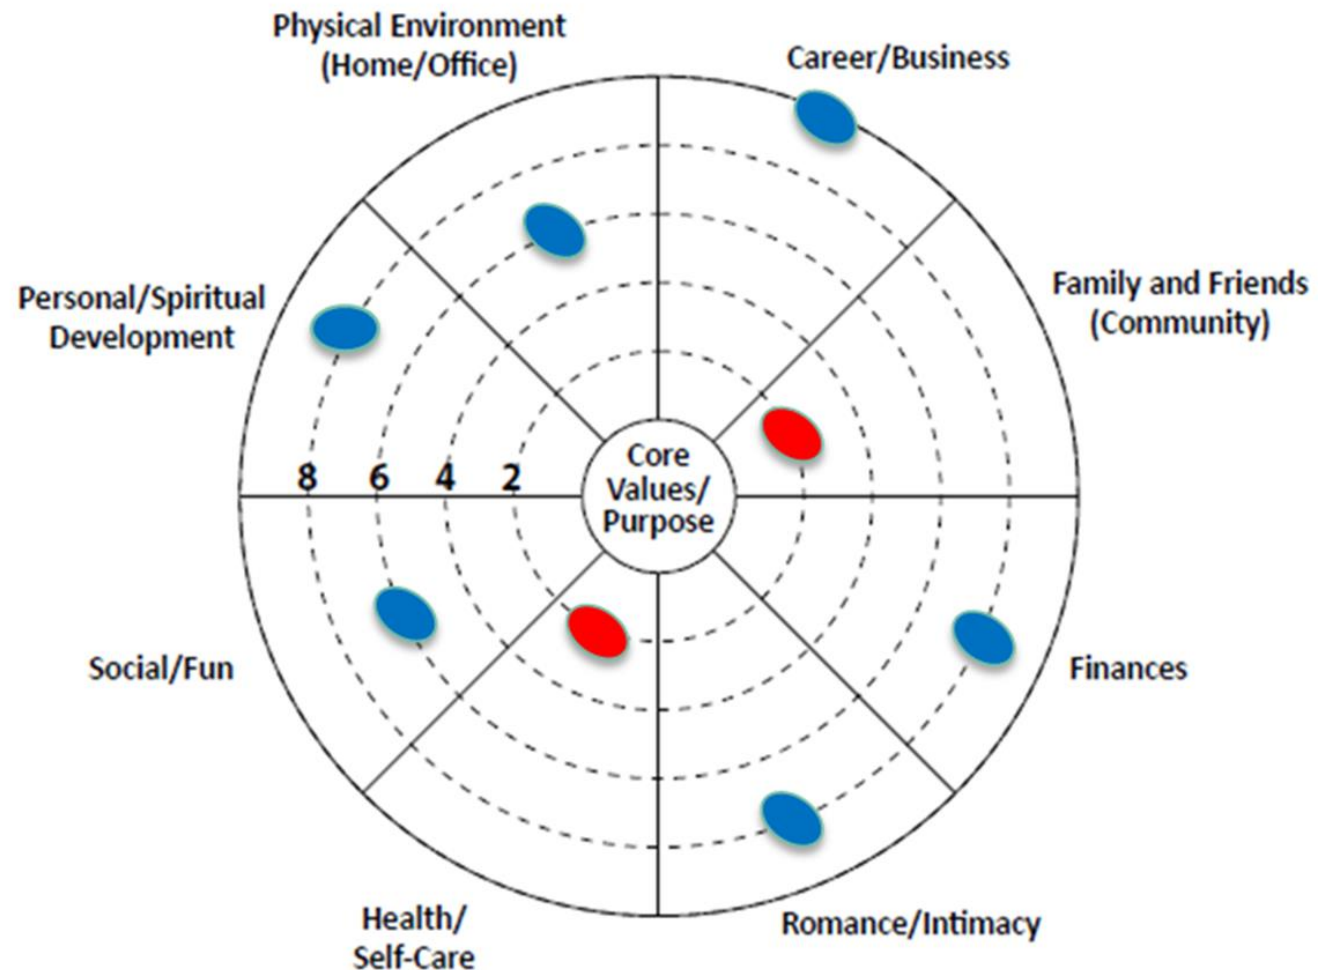 Physical Environment
(Home/Office)
Career/Business
Personal/Spiritual
Development
Family and Friends
(Community)
8 6 4 2
Core
Values/
Purpose
Social/Fun
Finances
Health/
Self-Care
Romance/Intimacy